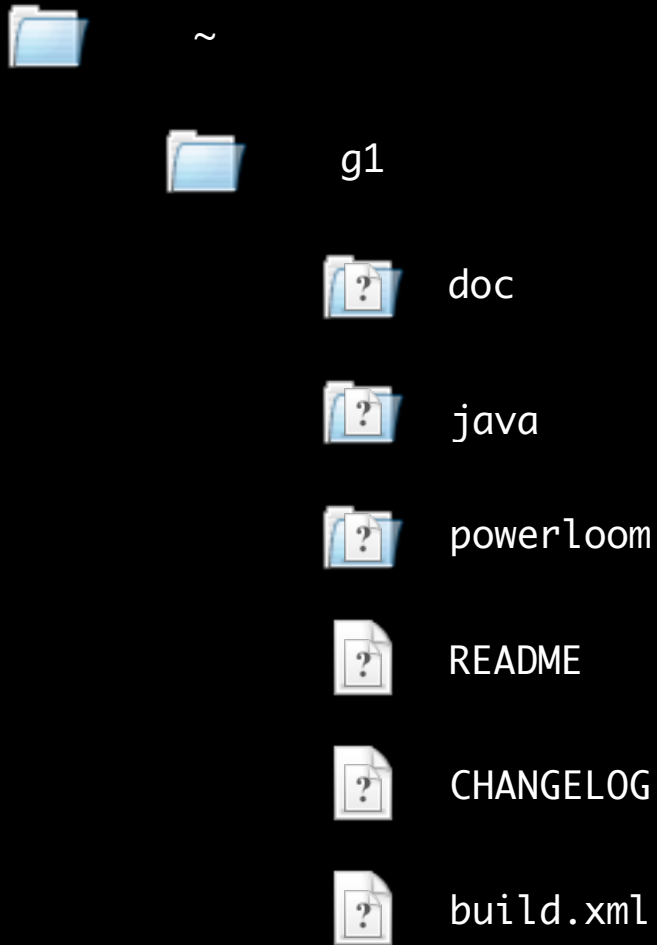 ~
g1
doc
java
powerloom
README
CHANGELOG
build.xml